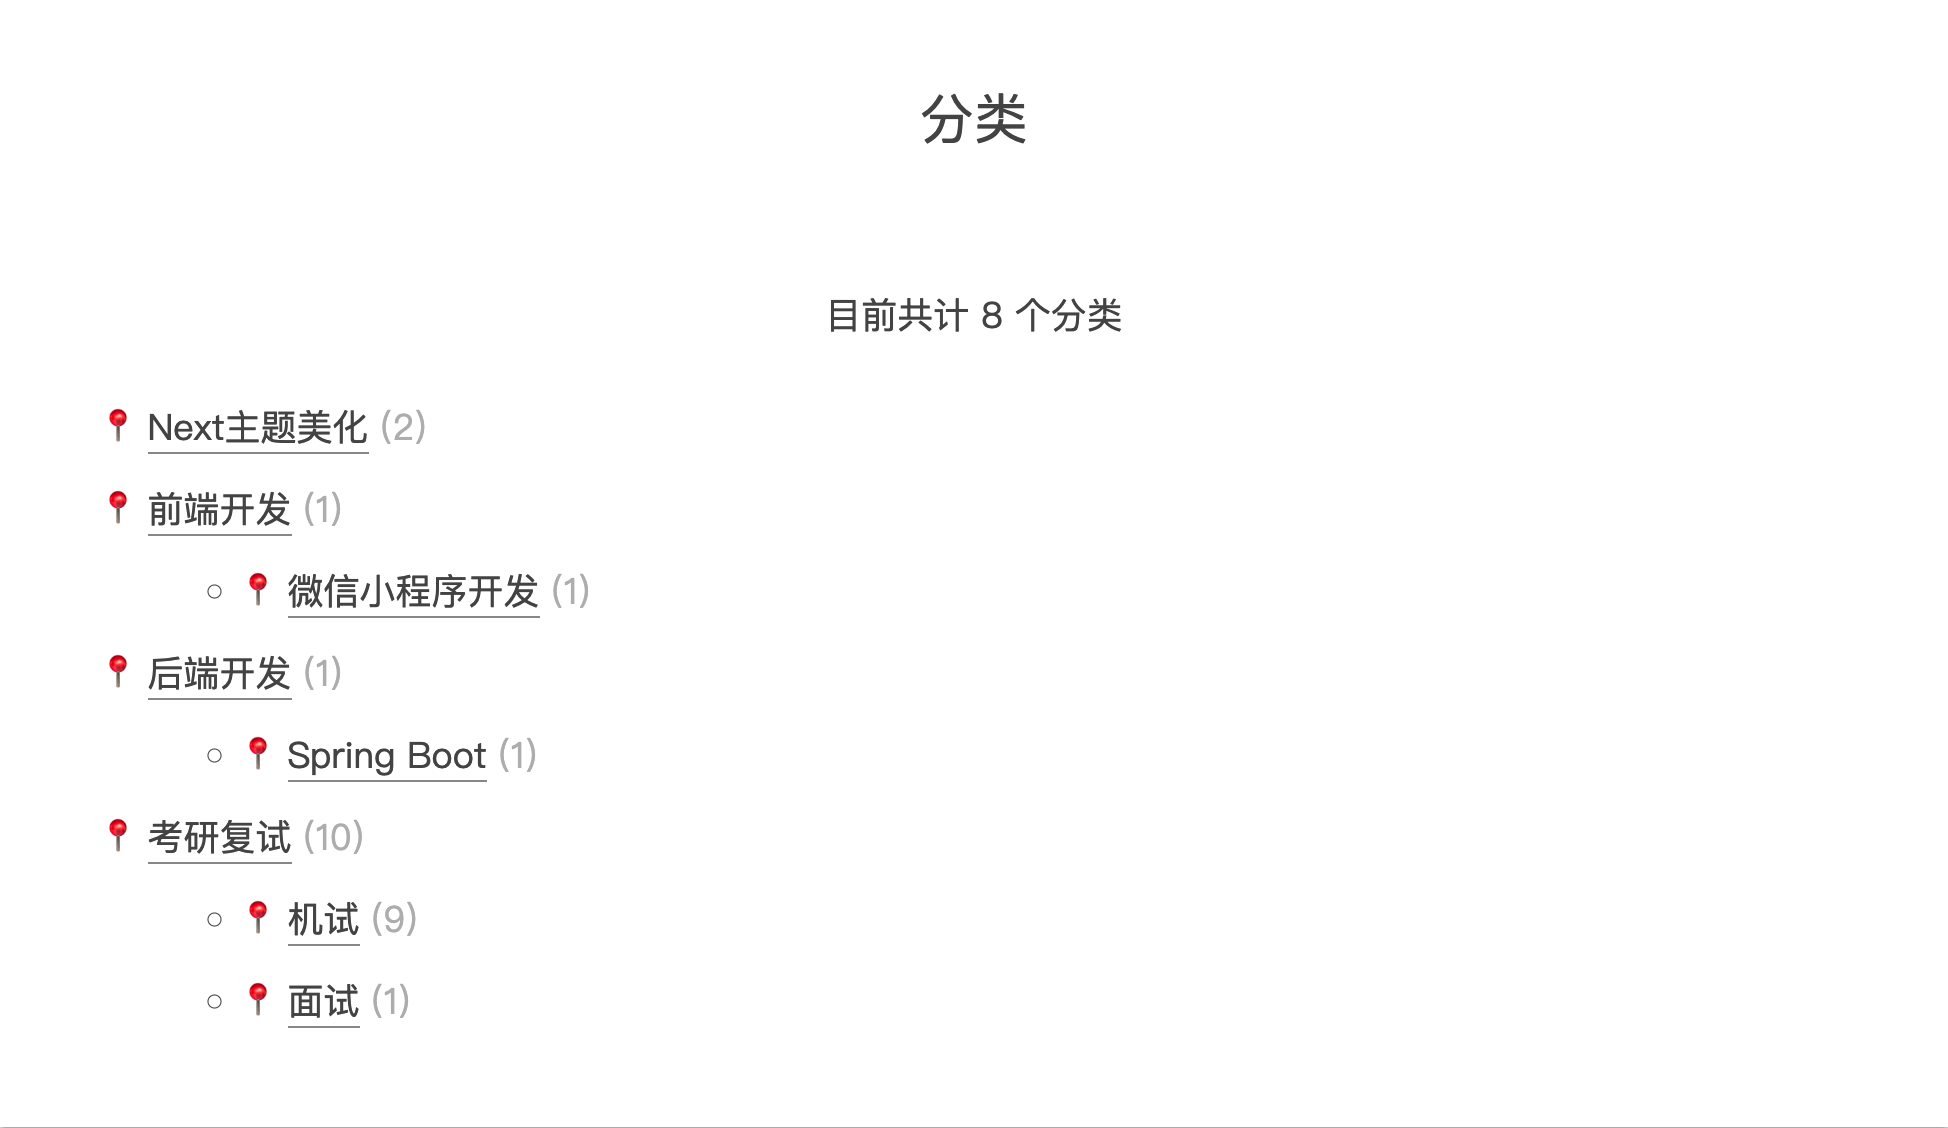 分类
目前共计 8 个分类
Next主题美化 (2)
前端开发 (1)
微信小程序开发 (1)
后端开发 (1)
Spring Boot (1)
考研复试 (10)
机试 (9)
面试 (1)